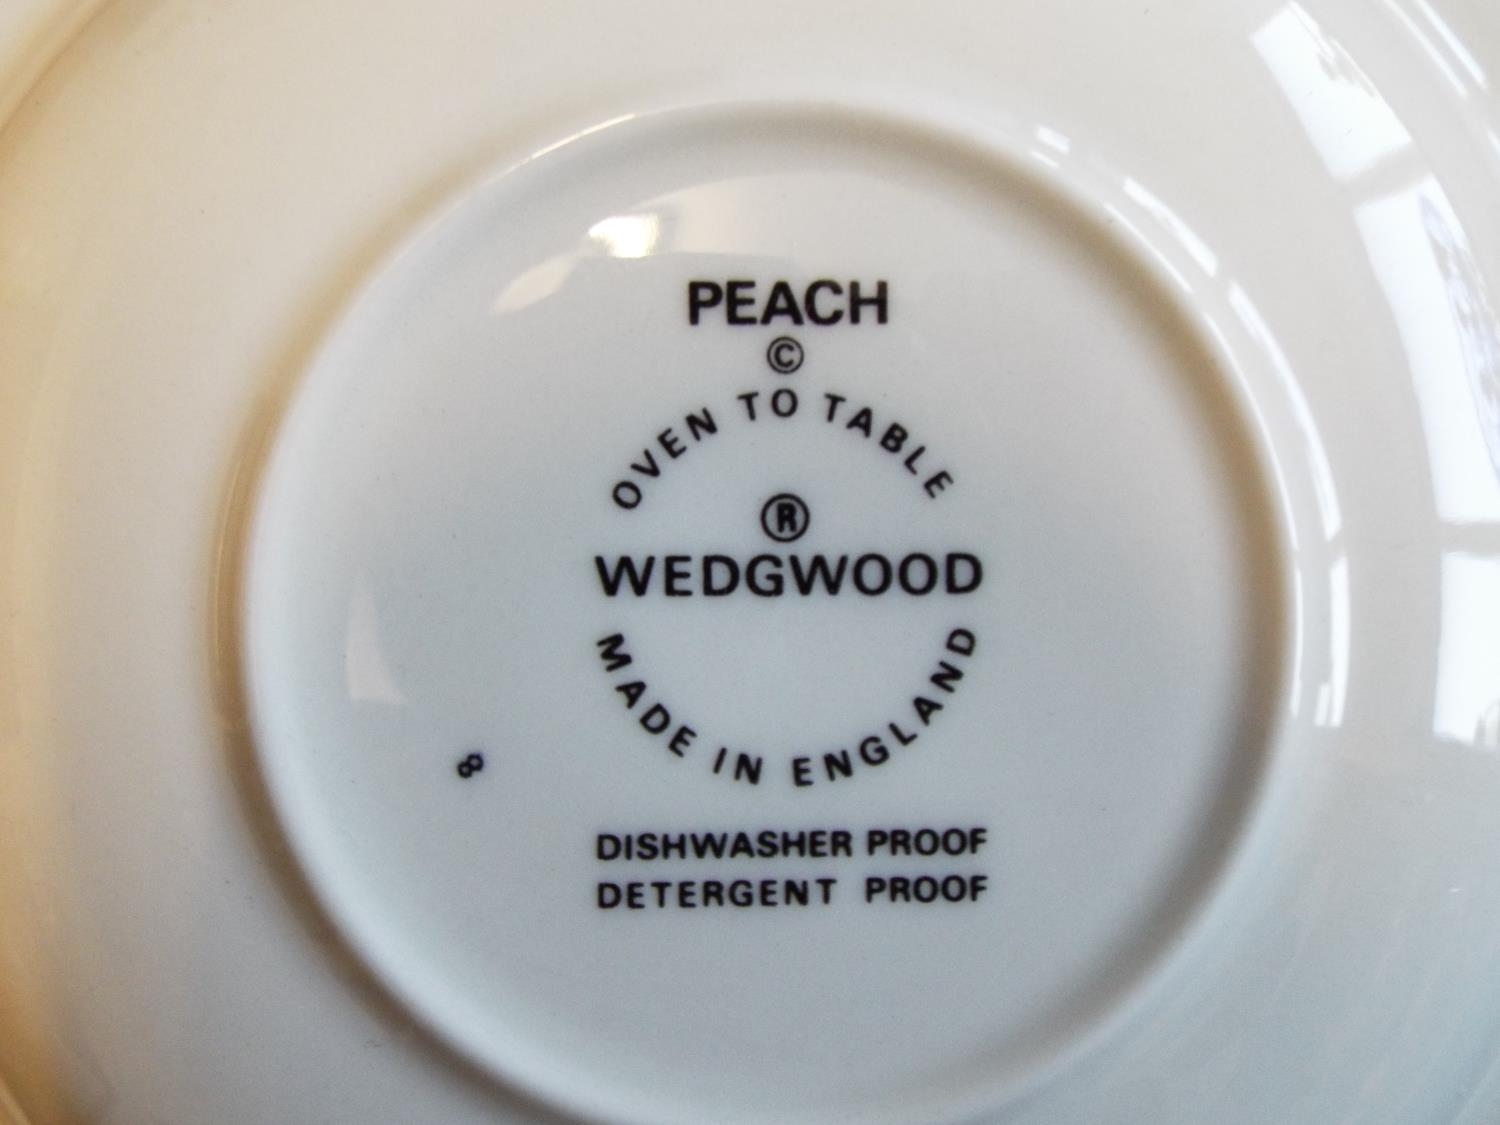 PEACH
©
OVEN TO TABLE
®
WEDGWOOD
MADE IN ENGLAND
8
DISHWASHER PROOF
DETERGENT PROOF